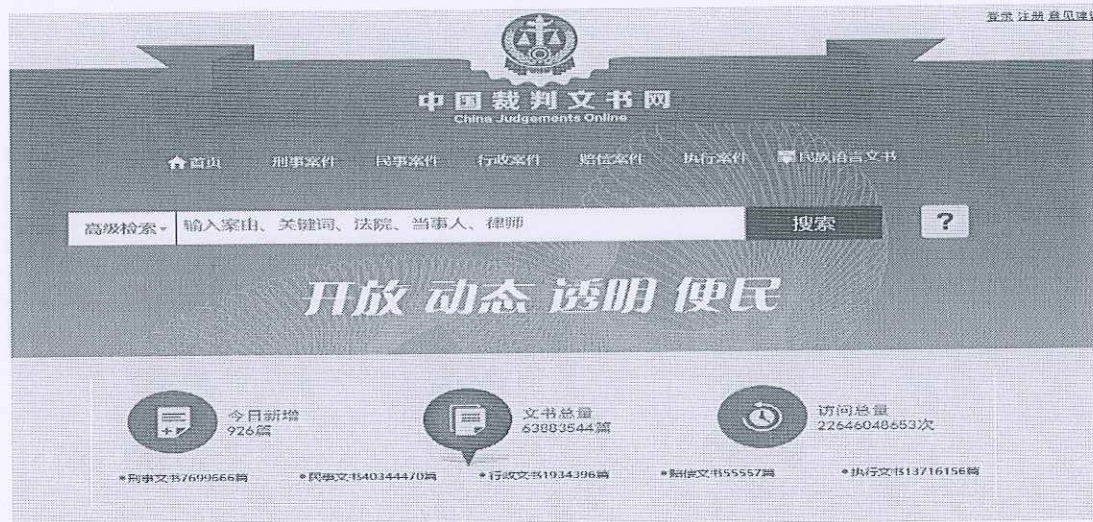 登录 注册 意见建议
中国裁判文书网
China Judgements Online
首页 刑事案件 民事案件 行政案件 赔偿案件 执行案件 民族语言文书
高级检索 输入案由、关键词、法院、当事人、律师 搜索 ?
开放 动态 透明 便民
今日新增 文书总量 访问总量
926篇 63883544篇 22646048653次
•刑事文书7699666篇 •民事文书40344470篇 •行政文书1934396篇 •赔偿文书55557篇 •执行文书13716156篇